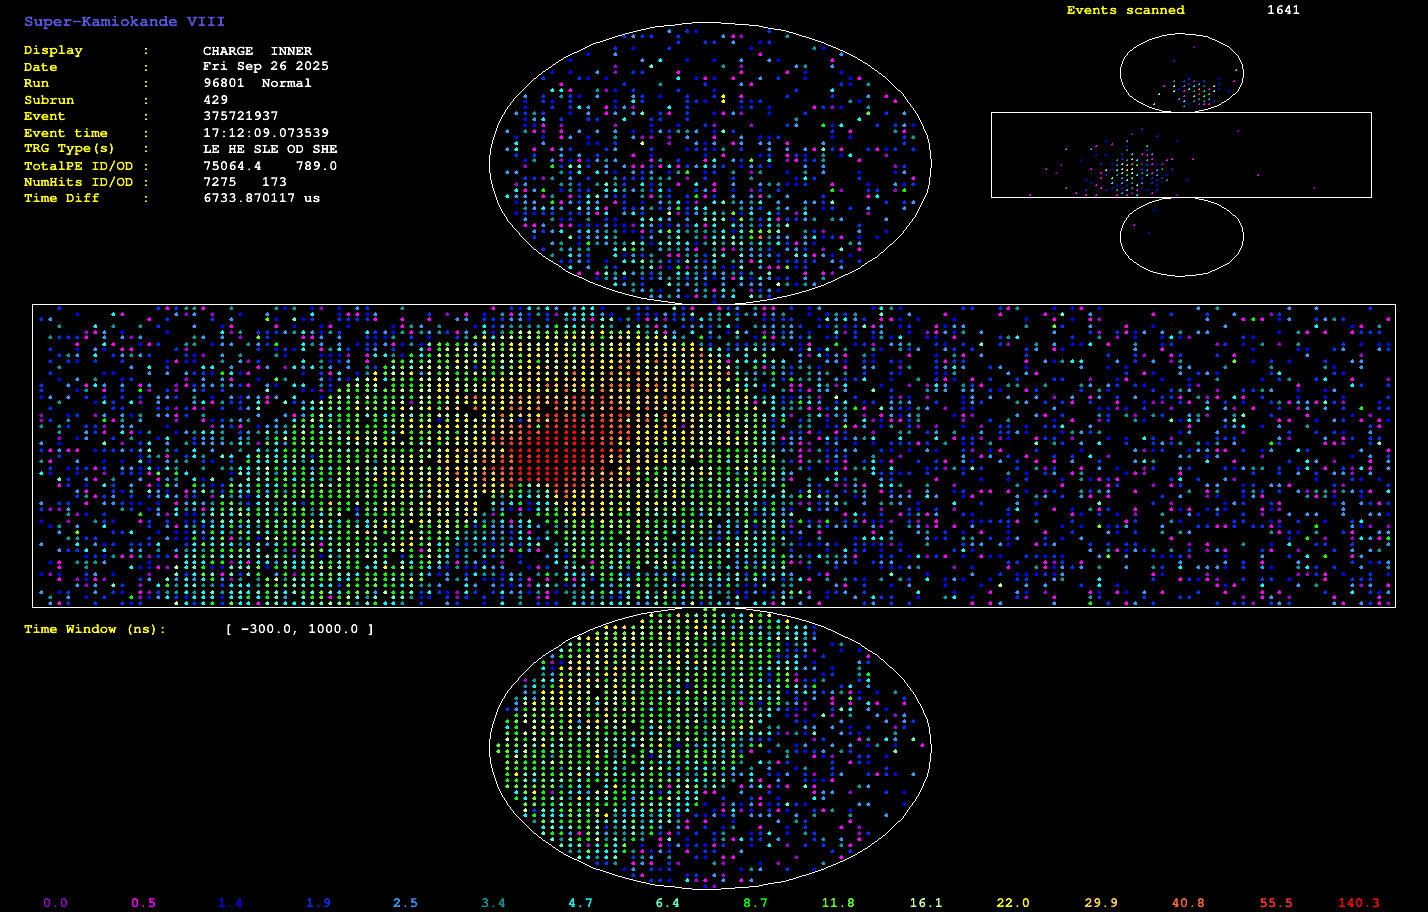 Super-Kamiokande VIII
Events scanned 1641
Display : CHARGE INNER
Date : Fri Sep 26 2025
Run : 96801 Normal
Subrun : 429
Event : 375721937
Event time : 17:12:09.073539
TRG Type(s) : LE HE SLE OD SHE
TotalPE ID/OD : 75064.4 789.0
NumHits ID/OD : 7275 173
Time Diff : 6733.870117 us
Time Window (ns): [ -300.0, 1000.0 ]
0.0 0.5 1.4 1.9 2.5 3.4 4.7 6.4 8.7 11.8 16.1 22.0 29.9 40.8 55.5 140.3